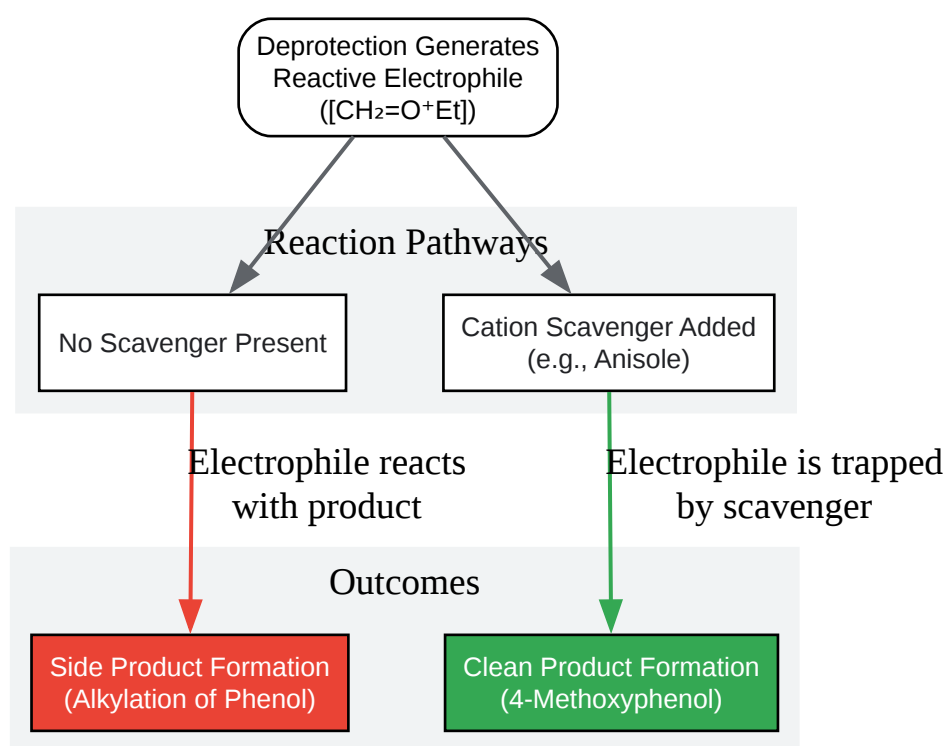 Deprotection Generates
Reactive Electrophile
([CH₂=O⁺Et])
Reaction Pathways
No Scavenger Present
Cation Scavenger Added
(e.g., Anisole)
Electrophile reacts
with product
Electrophile is trapped
by scavenger
Outcomes
Side Product Formation
(Alkylation of Phenol)
Clean Product Formation
(4-Methoxyphenol)